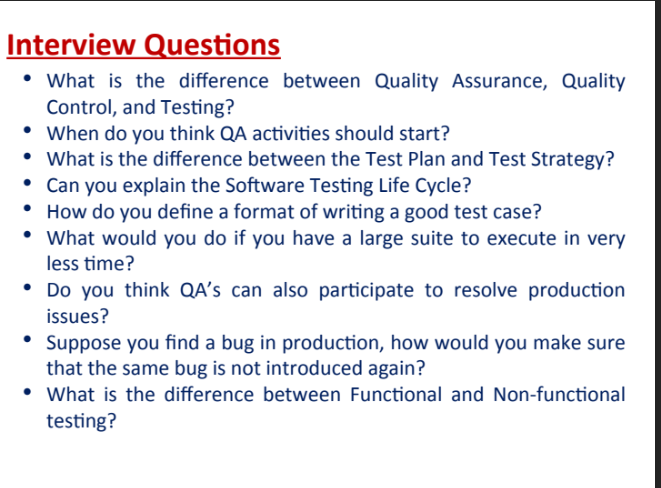 Interview Questions
• What is the difference between Quality Assurance, Quality
Control, and Testing?
• When do you think QA activities should start?
• What is the difference between the Test Plan and Test Strategy?
• Can you explain the Software Testing Life Cycle?
• How do you define a format of writing a good test case?
• What would you do if you have a large suite to execute in very
less time?
• Do you think QA’s can also participate to resolve production
issues?
• Suppose you find a bug in production, how would you make sure
that the same bug is not introduced again?
• What is the difference between Functional and Non-functional
testing?